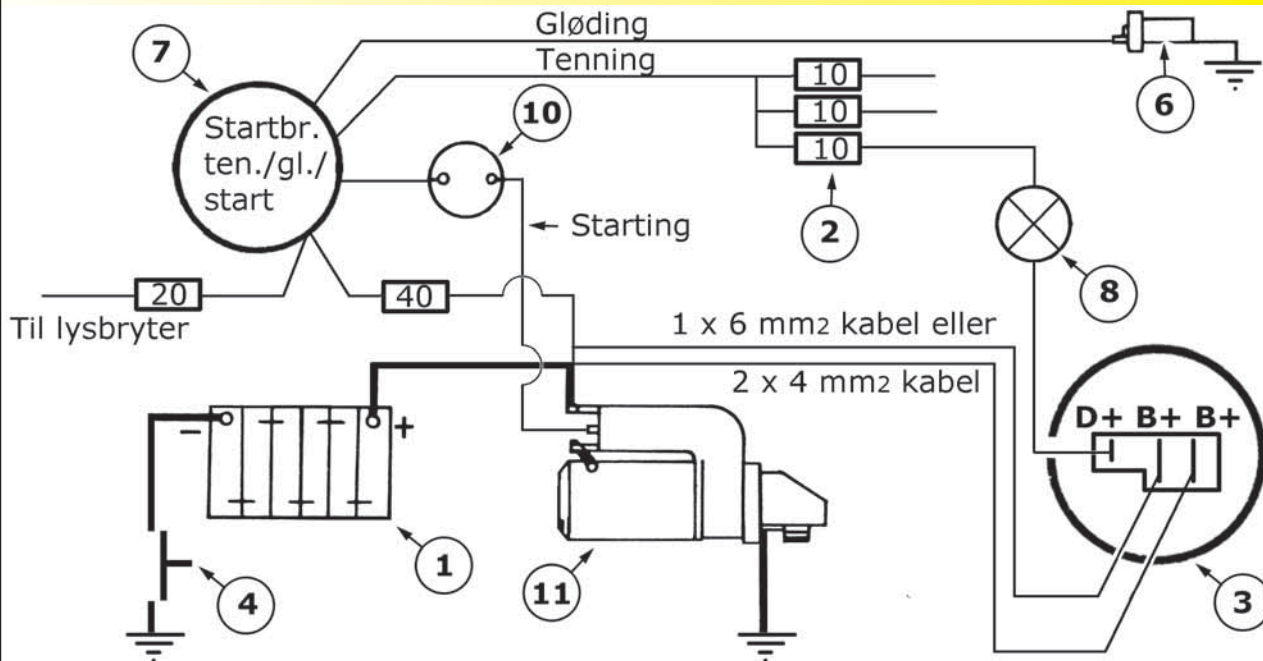 Gløding
7
Tenning
10
6
Startbr.
ten./gl./
start
10
10
10
2
Starting
8
20
40
Til lysbryter
1 x 6 mm2 kabel eller
2 x 4 mm2 kabel
- +
D+ B+ B+
1
4
11
3